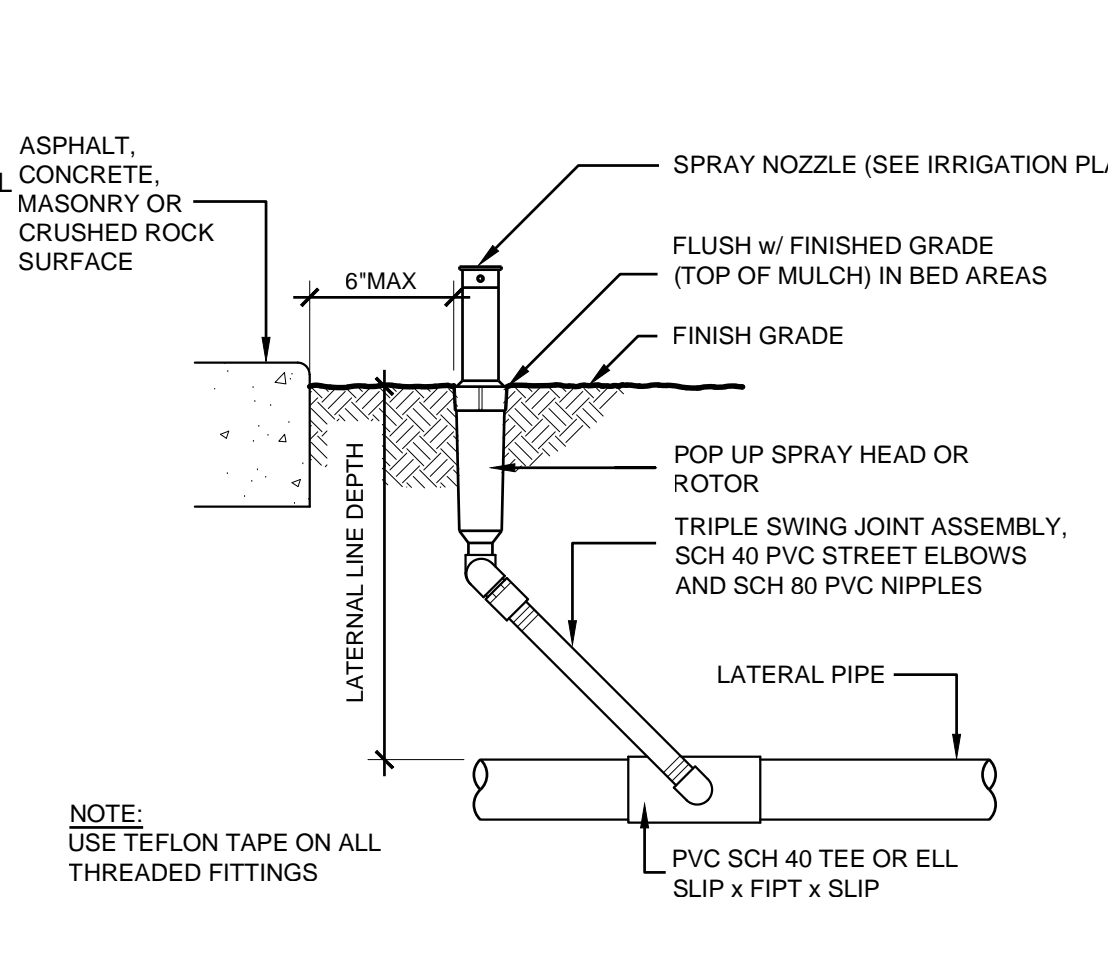 ASPHALT,
L CONCRETE,
MASONRY OR
CRUSHED ROCK
SURFACE
6"MAX
SPRAY NOZZLE (SEE IRRIGATION PLA
FLUSH w/ FINISHED GRADE
(TOP OF MULCH) IN BED AREAS
FINISH GRADE
POP UP SPRAY HEAD OR
ROTOR
TRIPLE SWING JOINT ASSEMBLY,
SCH 40 PVC STREET ELBOWS
AND SCH 80 PVC NIPPLES
LATERNAL LINE DEPTH
LATERAL PIPE
NOTE:
USE TEFLON TAPE ON ALL
THREADED FITTINGS
PVC SCH 40 TEE OR ELL
SLIP x FIPT x SLIP